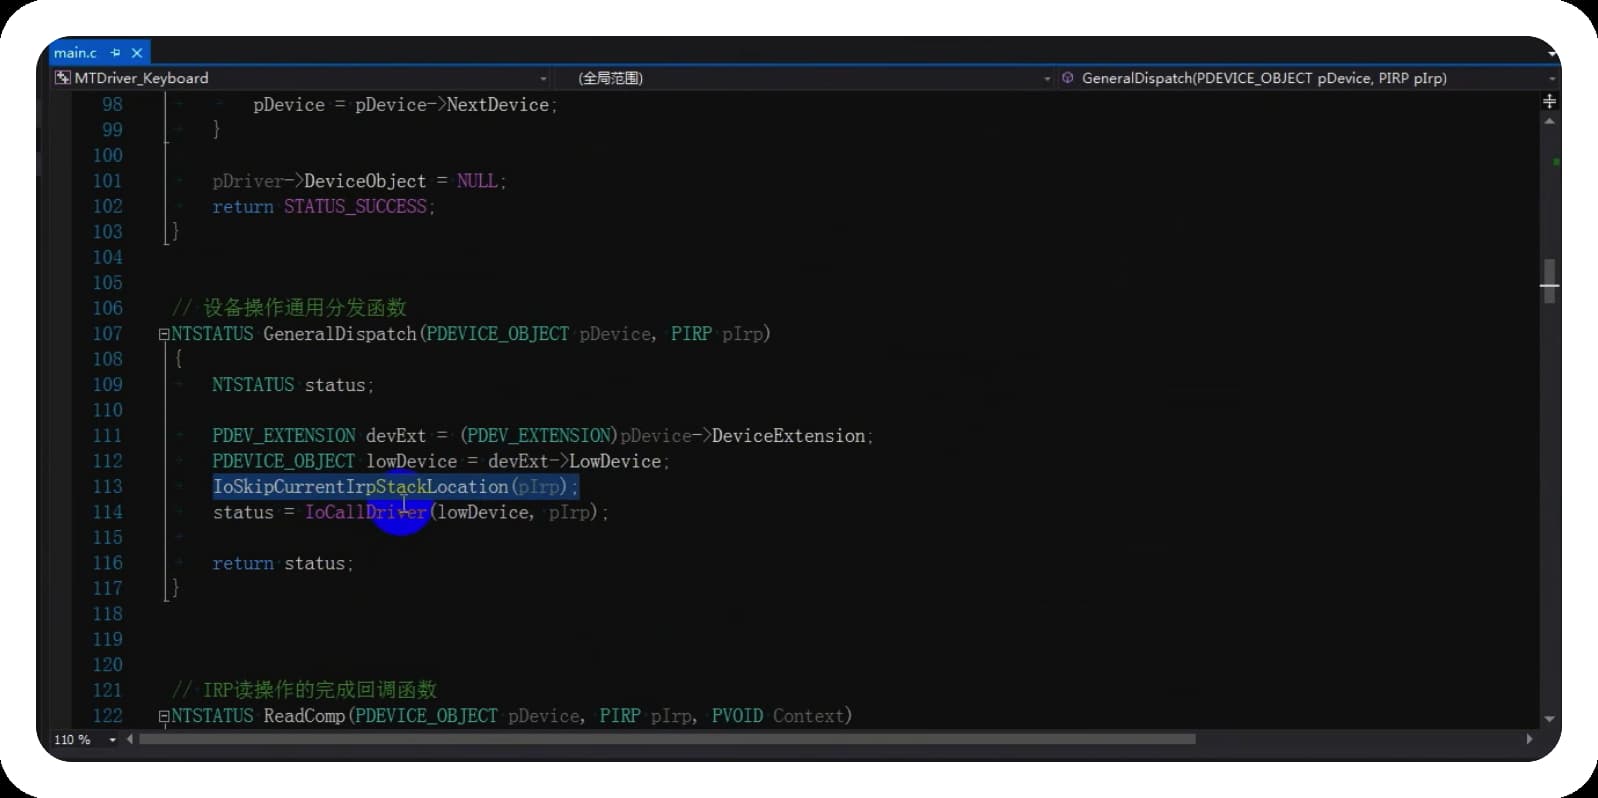 main.c
MTDriver_Keyboard (全局范围) GeneralDispatch(PDEVICE_OBJECT pDevice, PIRP pIrp)
98 pDevice = pDevice->NextDevice;
99 }
100
101 pDriver->DeviceObject = NULL;
102 return STATUS_SUCCESS;
103 }
104
105
106 // 设备操作通用分发函数
107 NTSTATUS GeneralDispatch(PDEVICE_OBJECT pDevice, PIRP pIrp)
108 {
109 NTSTATUS status;
110
111 PDEV_EXTENSION devExt = (PDEV_EXTENSION)pDevice->DeviceExtension;
112 PDEVICE_OBJECT lowDevice = devExt->LowDevice;
113 IoSkipCurrentIrpStackLocation(pIrp);
114 status = IoCallDriver(lowDevice, pIrp);
115
116 return status;
117 }
118
119
120
121 // IRP读操作的完成回调函数
122 NTSTATUS ReadComp(PDEVICE_OBJECT pDevice, PIRP pIrp, PVOID Context)
110 %